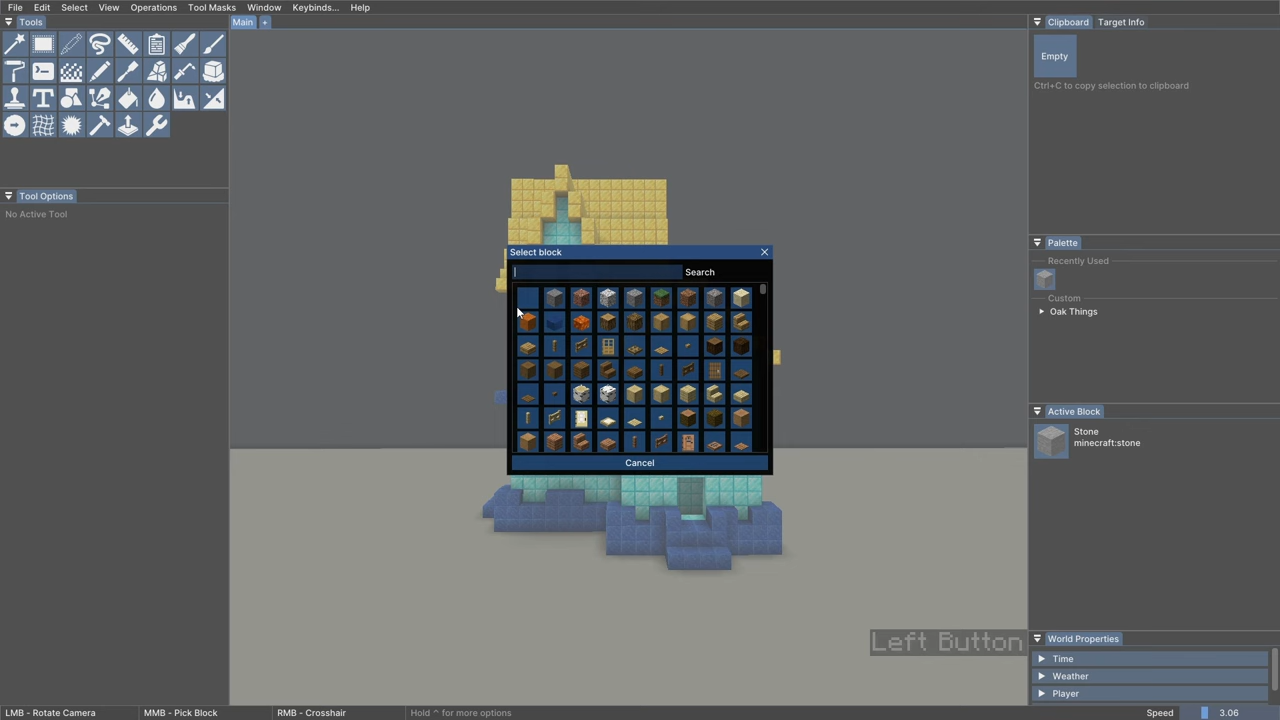 File Edit Select View Operations Tool Masks Window Keybinds... Help
Tools
Main +
Clipboard Target Info
Empty
Ctrl+C to copy selection to clipboard
Tool Options
No Active Tool
Select block
Search
Cancel
Palette
Recently Used
Custom
Oak Things
Active Block
Stone
minecraft:stone
Left Button
World Properties
Time
Weather
Player
LMB - Rotate Camera MMB - Pick Block RMB - Crosshair Hold ^ for more options Speed 3.06